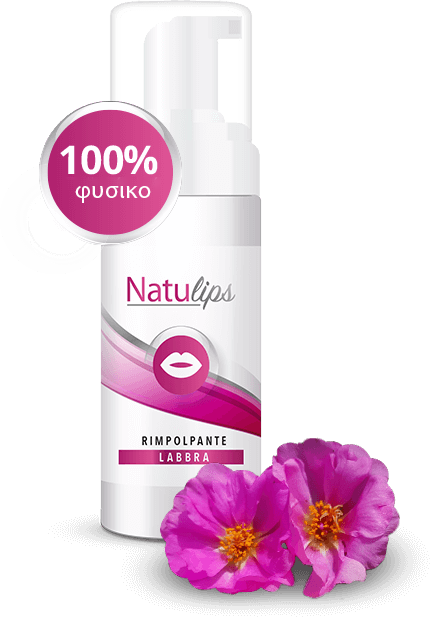 100%
φυσικο
Natulips
RIMPOLPANTE
LABBRA